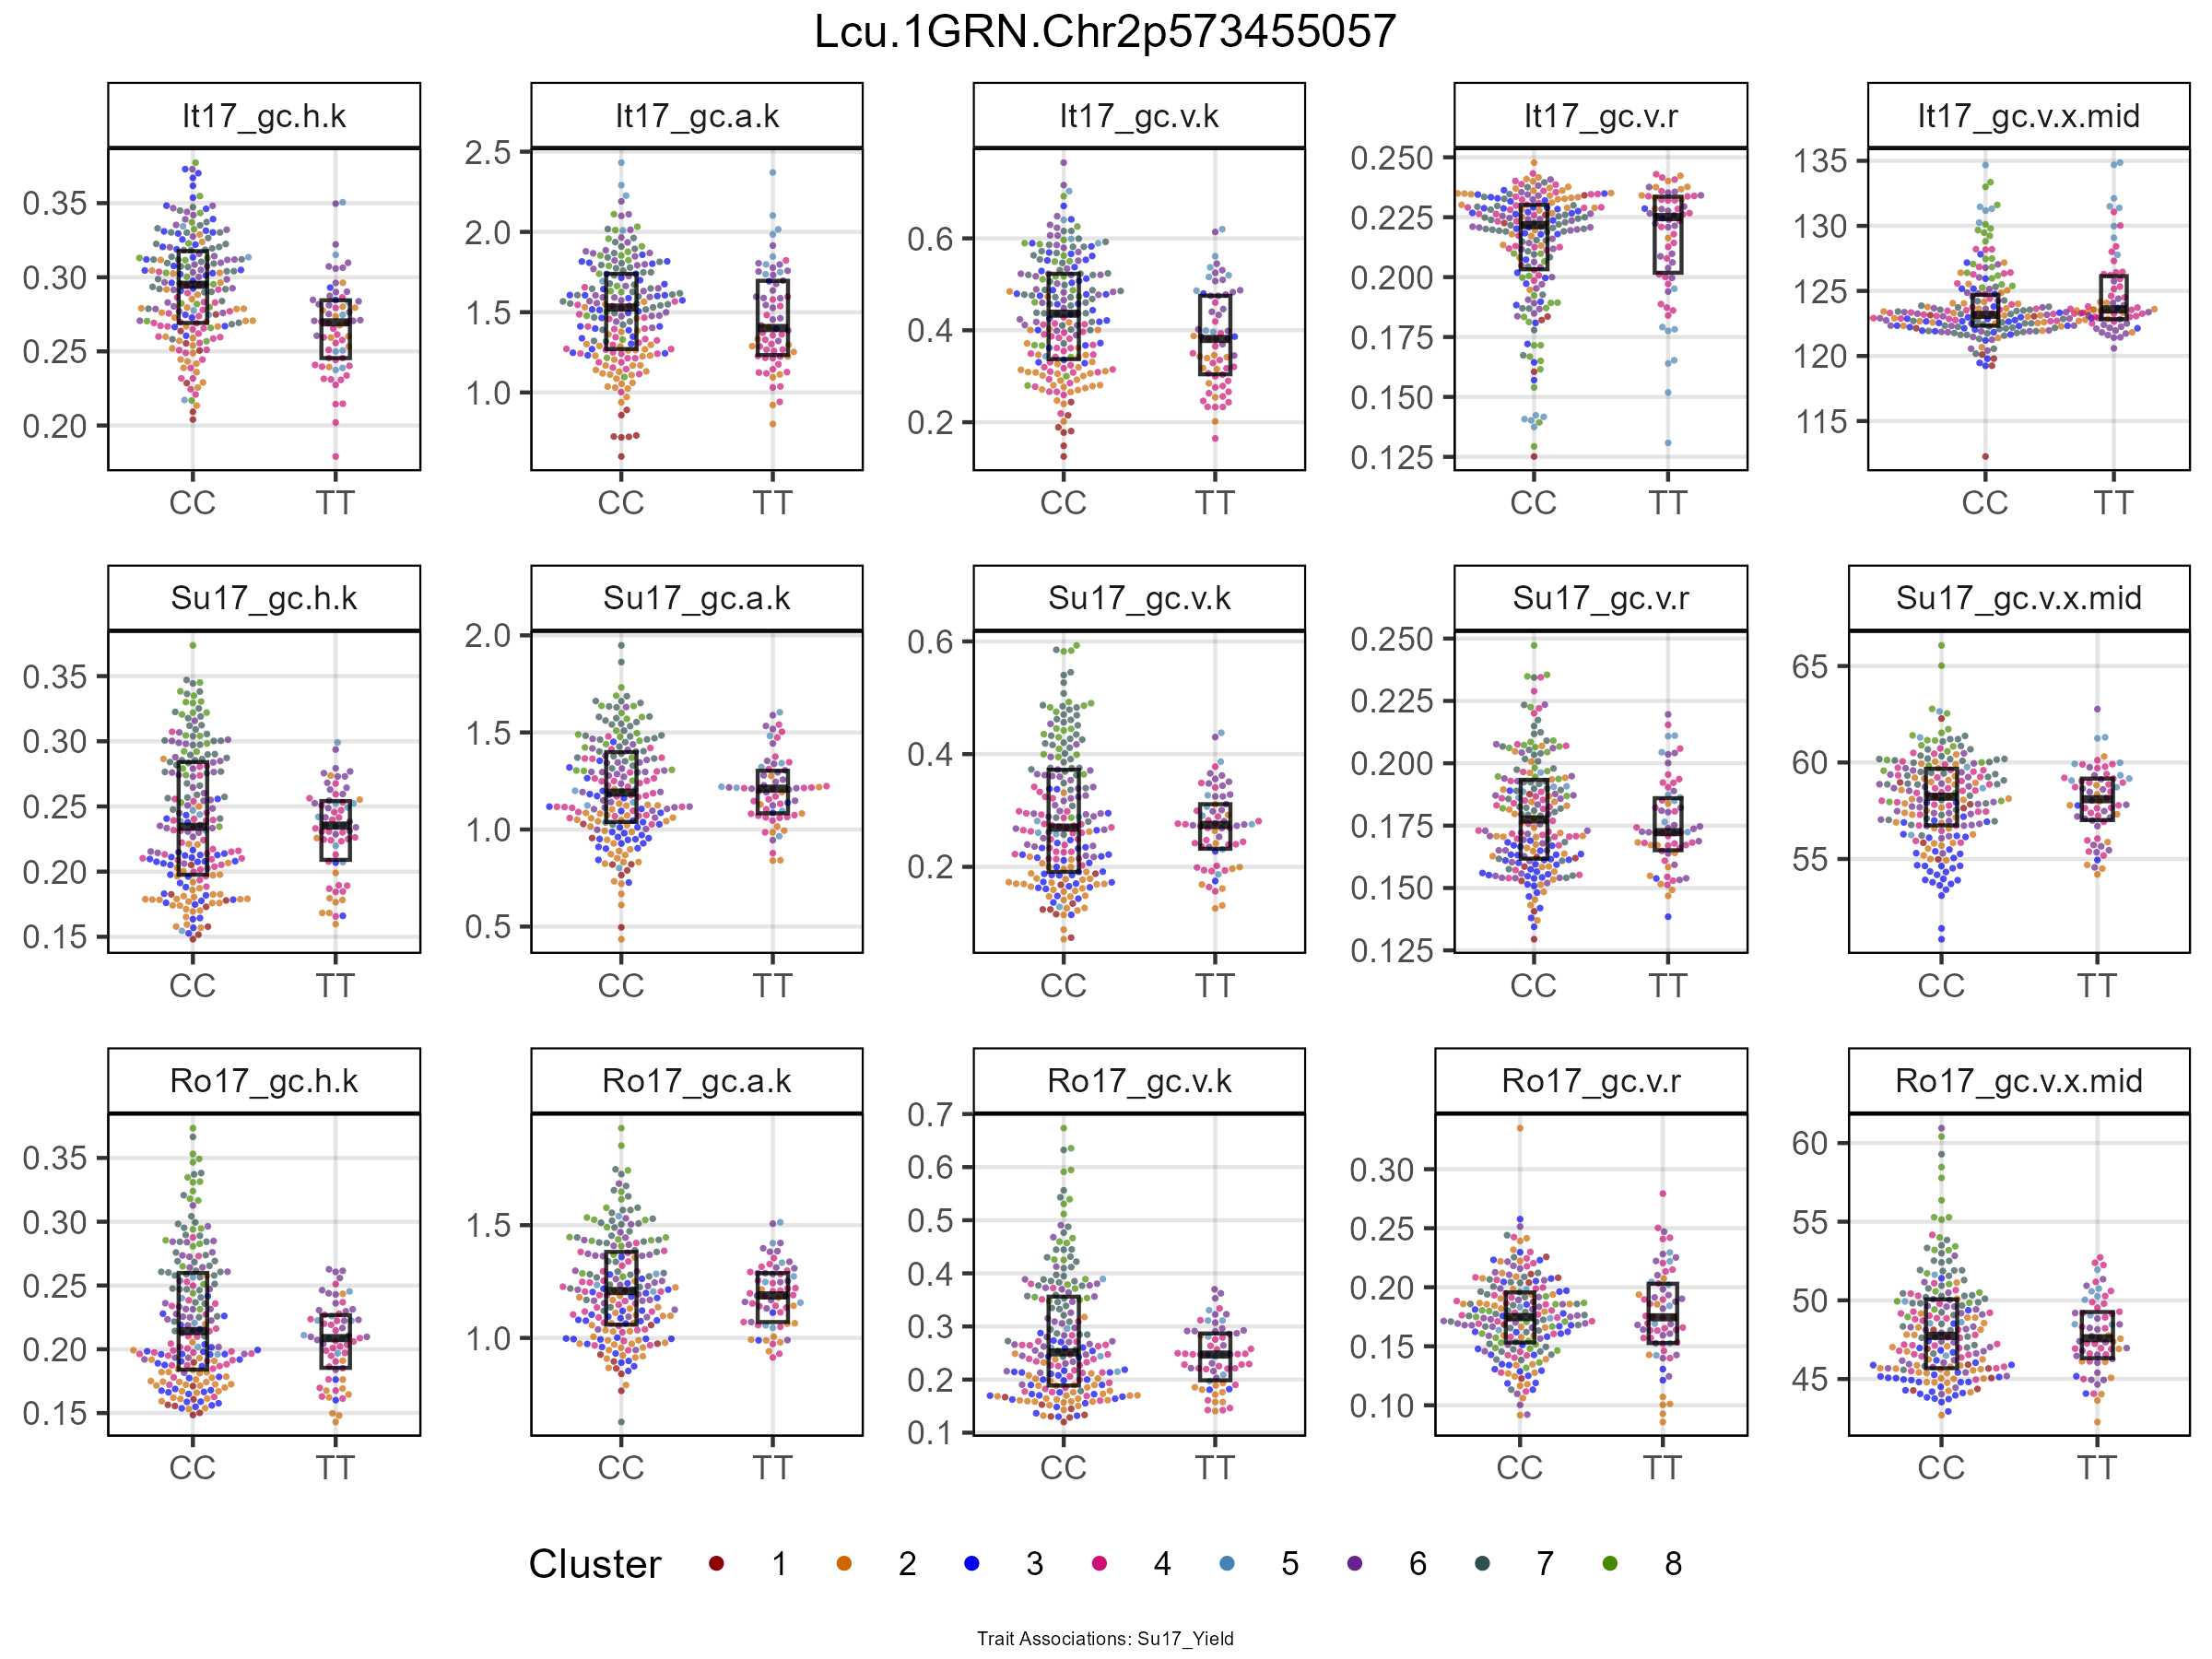 Lcu.1GRN.Chr2p573455057
It17_gc.h.k It17_gc.a.k It17_gc.v.k It17_gc.v.r It17_gc.v.x.mid
0.35 0.30 0.25 0.20
2.5 2.0 1.5 1.0
0.6 0.4 0.2
0.250 0.225 0.200 0.175 0.150 0.125
135 130 125 120 115
CC TT CC TT CC TT CC TT CC TT
Su17_gc.h.k Su17_gc.a.k Su17_gc.v.k Su17_gc.v.r Su17_gc.v.x.mid
0.35 0.30 0.25 0.20 0.15
2.0 1.5 1.0 0.5
0.6 0.4 0.2
0.250 0.225 0.200 0.175 0.150 0.125
65 60 55
CC TT CC TT CC TT CC TT CC TT
Ro17_gc.h.k Ro17_gc.a.k Ro17_gc.v.k Ro17_gc.v.r Ro17_gc.v.x.mid
0.35 0.30 0.25 0.20 0.15
1.5 1.0
0.7 0.6 0.5 0.4 0.3 0.2 0.1
0.30 0.25 0.20 0.15 0.10
60 55 50 45
CC TT CC TT CC TT CC TT CC TT
Cluster 1 2 3 4 5 6 7 8
Trait Associations: Su17_Yield